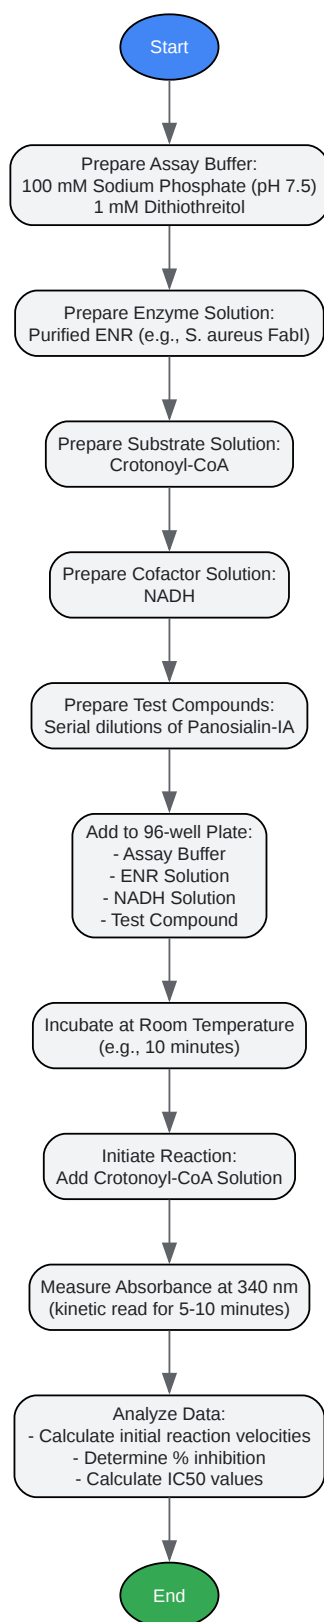 Start
Prepare Assay Buffer:
100 mM Sodium Phosphate (pH 7.5)
1 mM Dithiothreitol
Prepare Enzyme Solution:
Purified ENR (e.g., S. aureus FabI)
Prepare Substrate Solution:
Crotonoyl-CoA
Prepare Cofactor Solution:
NADH
Prepare Test Compounds:
Serial dilutions of Panosialin-IA
Add to 96-well Plate:
- Assay Buffer
- ENR Solution
- NADH Solution
- Test Compound
Incubate at Room Temperature
(e.g., 10 minutes)
Initiate Reaction:
Add Crotonoyl-CoA Solution
Measure Absorbance at 340 nm
(kinetic read for 5-10 minutes)
Analyze Data:
- Calculate initial reaction velocities
- Determine % inhibition
- Calculate IC50 values
End